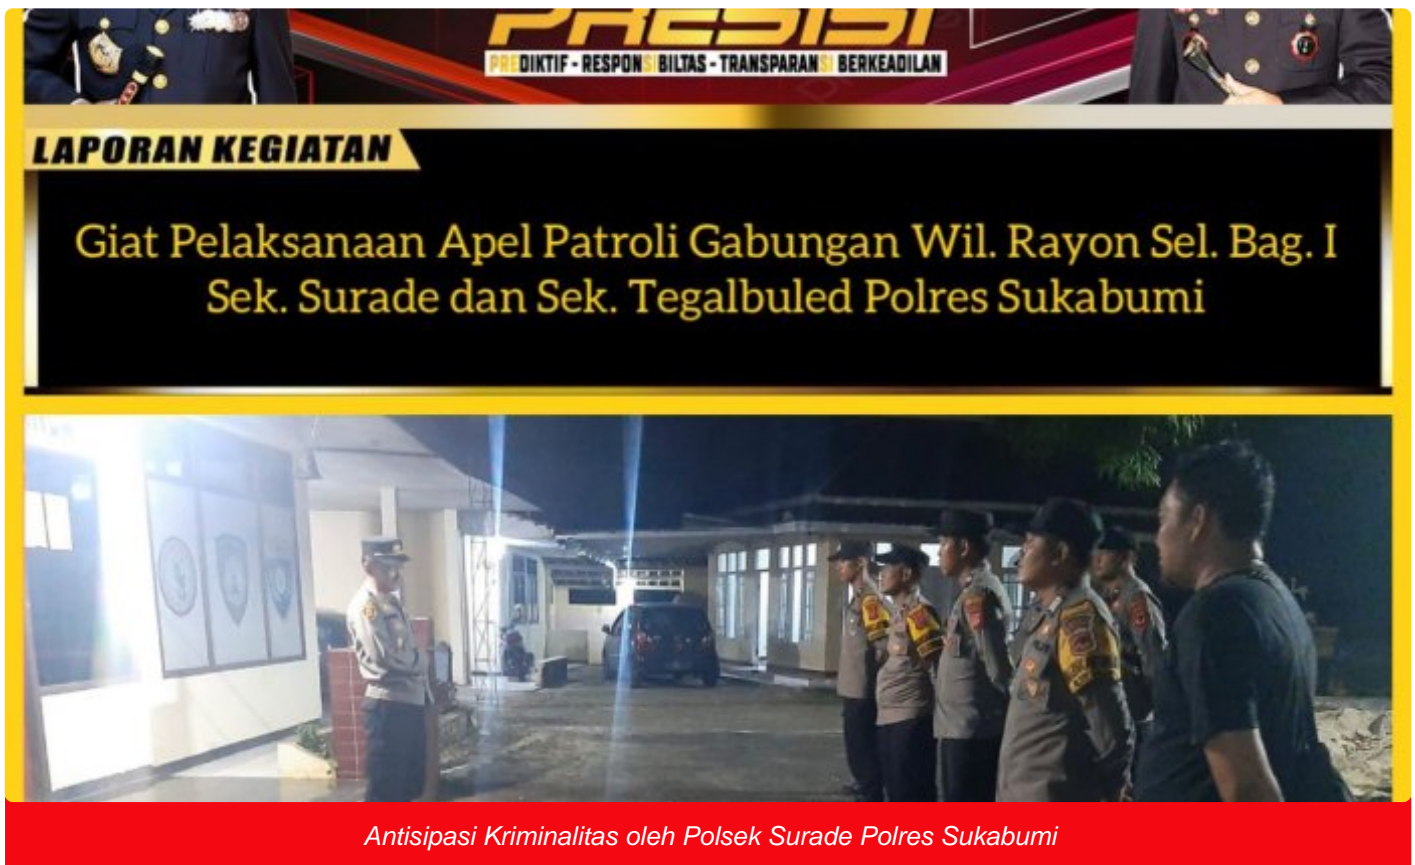 PRESISI
PREDIKTIF - RESPONSIBILTAS - TRANSPARANSI BERKEADILAN
LAPORAN KEGIATAN
Giat Pelaksanaan Apel Patroli Gabungan Wil. Rayon Sel. Bag. I
Sek. Surade dan Sek. Tegalbuled Polres Sukabumi
Antisipasi Kriminalitas oleh Polsek Surade Polres Sukabumi